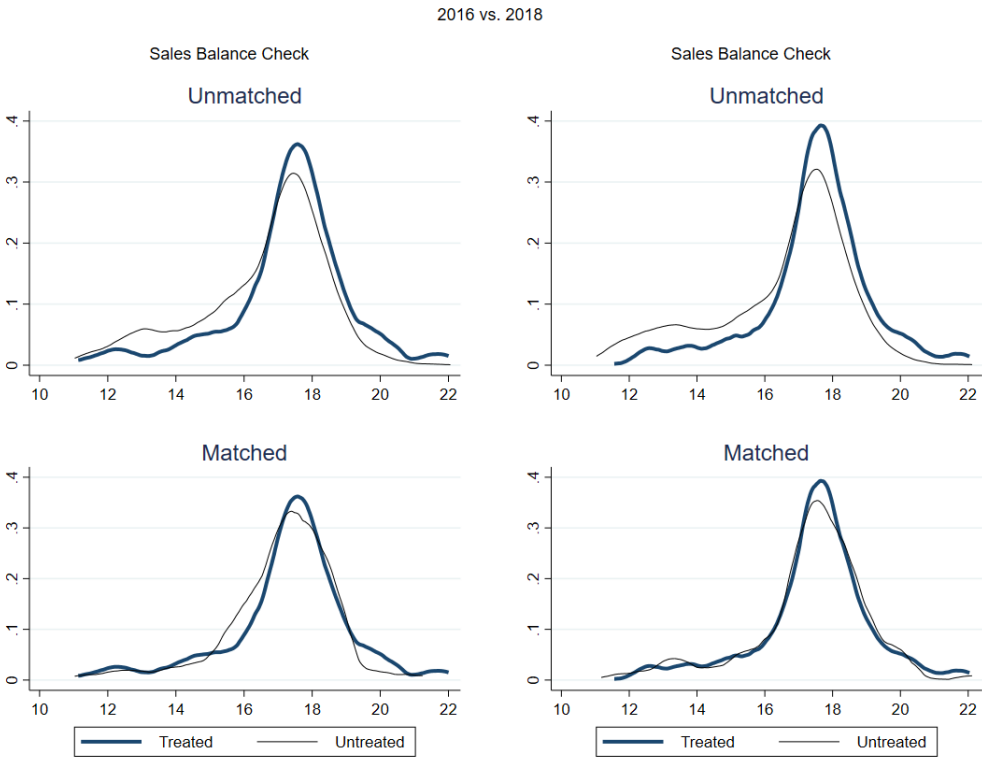 2016 vs. 2018
Sales Balance Check
Unmatched
.4
.3
.2
.1
0
10 12 14 16 18 20 22
Matched
.4
.3
.2
.1
0
10 12 14 16 18 20 22
Treated Untreated
Sales Balance Check
Unmatched
.4
.3
.2
.1
0
10 12 14 16 18 20 22
Matched
.4
.3
.2
.1
0
10 12 14 16 18 20 22
Treated Untreated